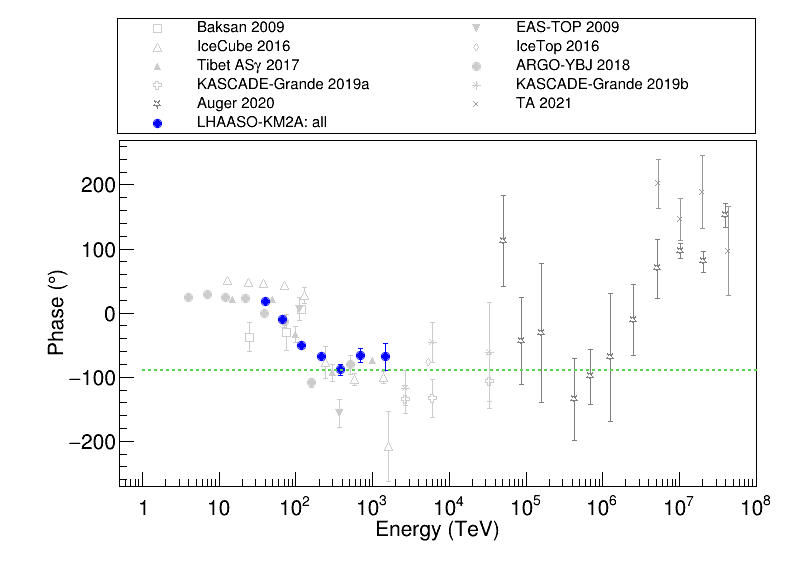 Baksan 2009 EAS-TOP 2009
IceCube 2016 IceTop 2016
Tibet ASγ 2017 ARGO-YBJ 2018
KASCADE-Grande 2019a KASCADE-Grande 2019b
Auger 2020 TA 2021
LHAASO-KM2A: all
200
100
0
−100
−200
Phase (°)
1 10 10² 10³ 10⁴ 10⁵ 10⁶ 10⁷ 10⁸
Energy (TeV)